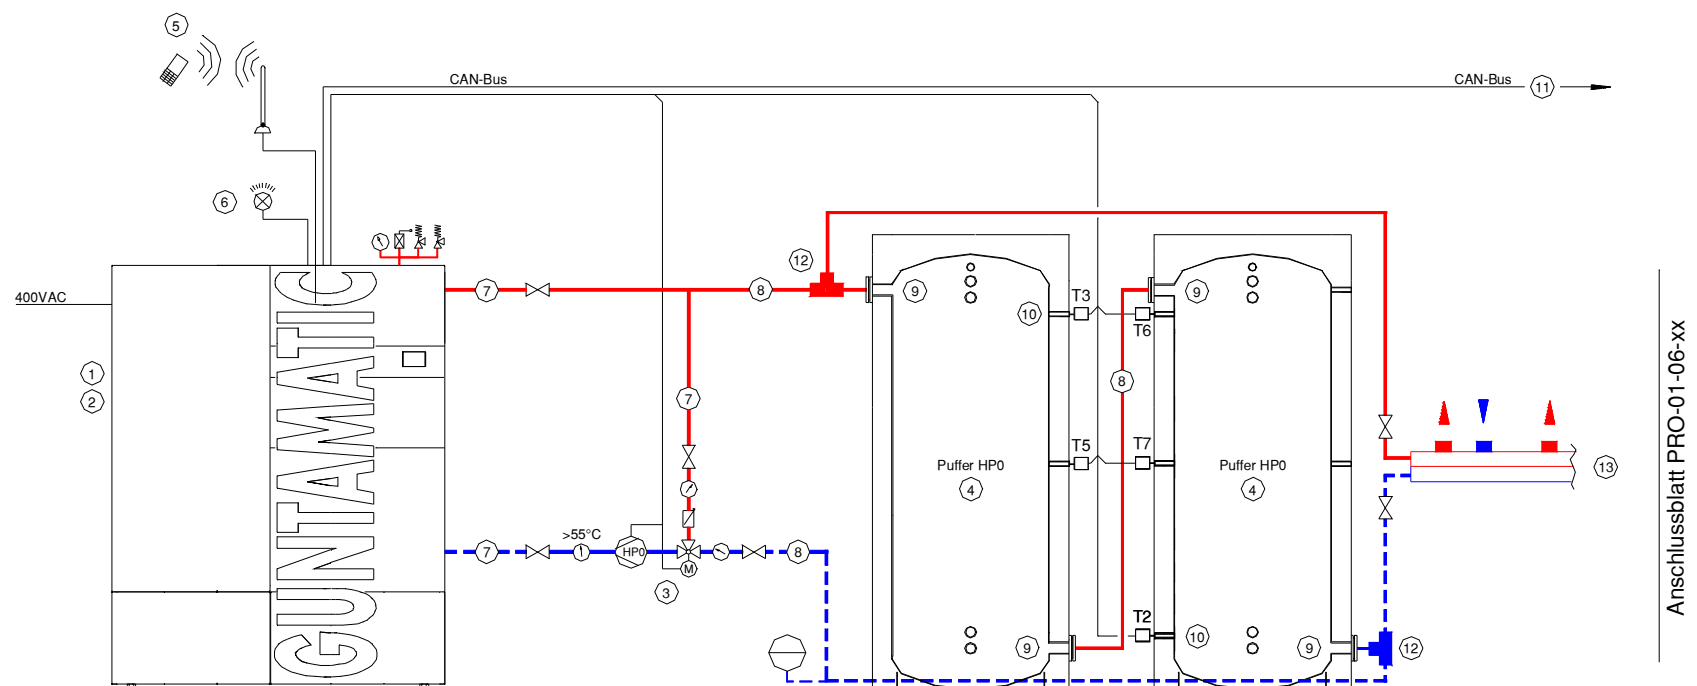 5
CAN-Bus
CAN-Bus
11
6
12
400VAC
7
8
9
9
T3
10
T6
1
2
GUNTAMATIC
7
8
T5
T7
Puffer HP0
Puffer HP0
4
4
13
>55°C
7
HP0
8
M
3
T2
10
9
9
12
Anschlussblatt PRO-01-06-xx